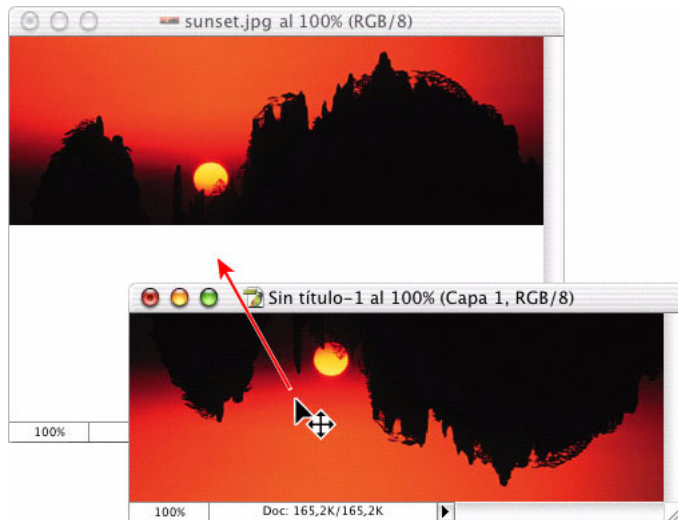 sunset.jpg al 100% (RGB/8)
100%
Sin título-1 al 100% (Capa 1, RGB/8)
100%
Doc: 165,2K/165,2K